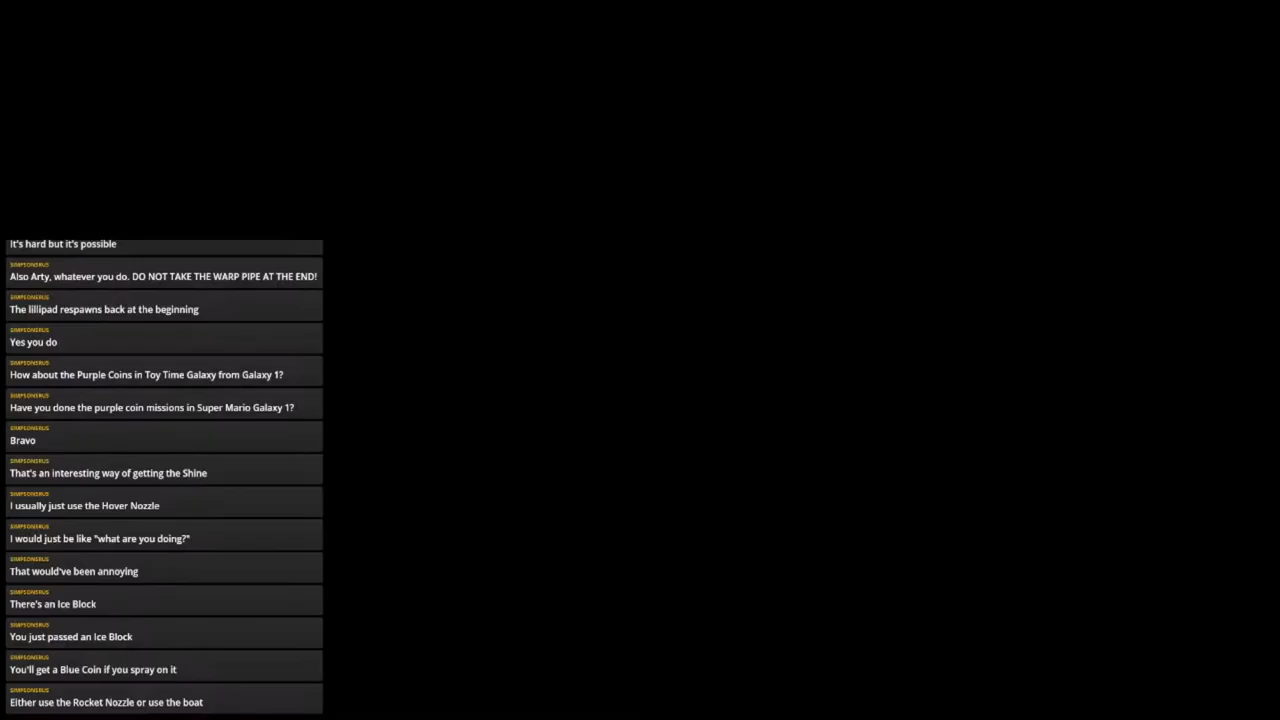 It's hard but it's possible
SIMPSONSRUS
Also Arty, whatever you do. DO NOT TAKE THE WARP PIPE AT THE END!
SIMPSONSRUS
The lillipad respawns back at the beginning
SIMPSONSRUS
Yes you do
SIMPSONSRUS
How about the Purple Coins in Toy Time Galaxy from Galaxy 1?
SIMPSONSRUS
Have you done the purple coin missions in Super Mario Galaxy 1?
SIMPSONSRUS
Bravo
SIMPSONSRUS
That's an interesting way of getting the Shine
SIMPSONSRUS
I usually just use the Hover Nozzle
SIMPSONSRUS
I would just be like "what are you doing?"
SIMPSONSRUS
That would've been annoying
SIMPSONSRUS
There's an Ice Block
SIMPSONSRUS
You just passed an Ice Block
SIMPSONSRUS
You'll get a Blue Coin if you spray on it
SIMPSONSRUS
Either use the Rocket Nozzle or use the boat